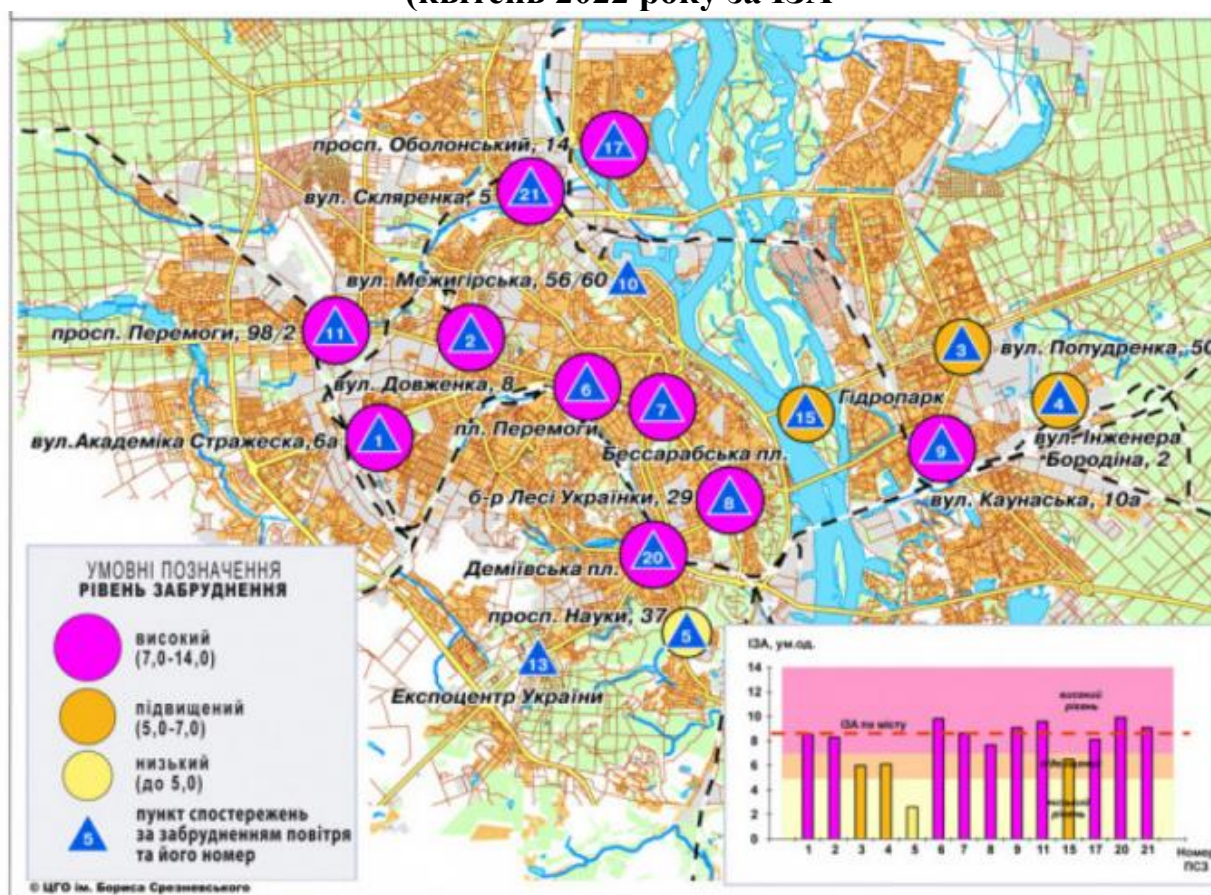 (квітень 2022 року за ІЗА
просп. Оболонський, 14
17
вул. Скляренка, 5
21
вул. Межигірська, 56/60
10
просп. Перемоги, 98/2
11
2
3
вул. Попудренка, 50
вул. Довженка, 8
6
7
15
Гідропарк
4
вул.Академіка Стражеска,6а
1
пл. Перемоги
Бессарабська пл.
9
вул. Інженера
Бородіна, 2
б-р Лесі Українки, 29
8
вул. Каунаська, 10а
Деміївська пл.
20
просп. Науки, 37
5
13
Експоцентр України
УМОВНІ ПОЗНАЧЕННЯ
РІВЕНЬ ЗАБРУДНЕННЯ
високий
(7,0-14,0)
підвищений
(5,0-7,0)
низький
(до 5,0)
5
пункт спостережень
за забрудненням повітря
та його номер
ІЗА, ум.од.
14
12
10
8
6
4
2
0
високий
рівень
ІЗА по місту
рівень
1 2 3 4 5 6 7 8 9 11 15 17 20 21
Номер
ПСЗ
© ЦГО ім. Бориса Срезневського